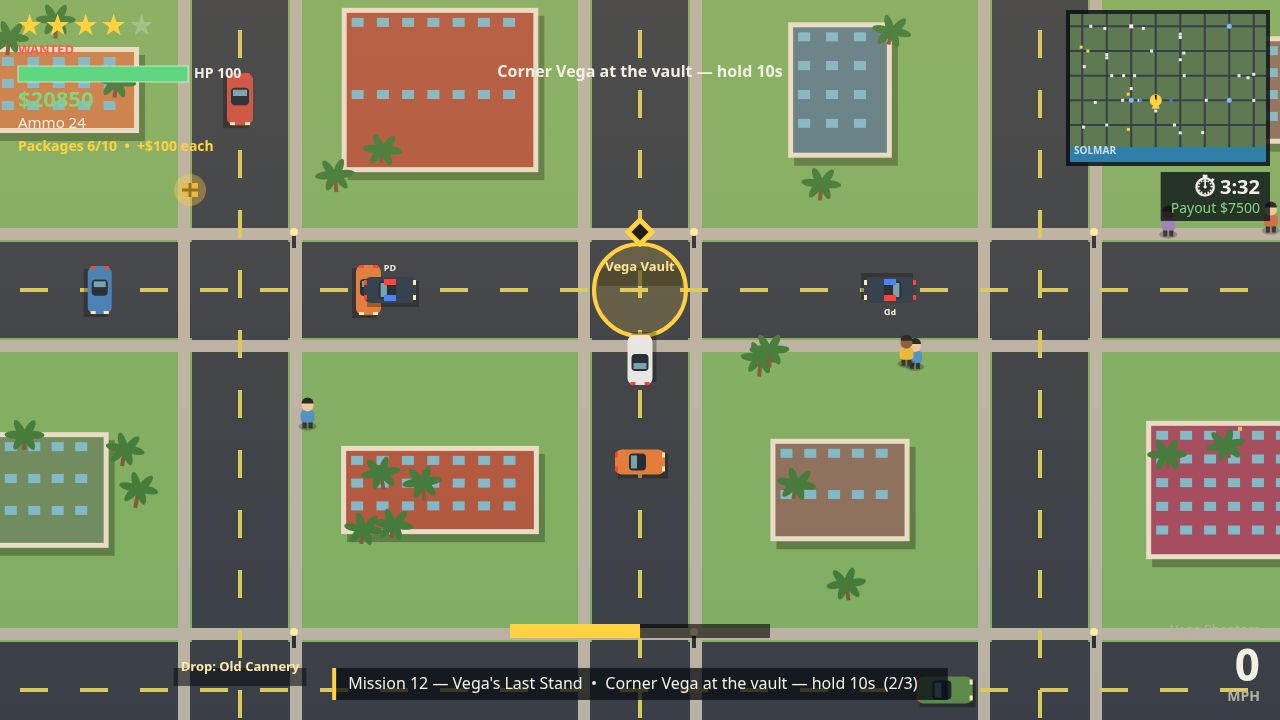 WANTED
HP 100
$20850
Ammo 24
Packages 6/10 • +$100 each
Corner Vega at the vault — hold 10s
SOLMAR
3:32
Payout $7500
PD
Vega Vault
PD
Drop: Old Cannery
Mission 12 — Vega's Last Stand • Corner Vega at the vault — hold 10s (2/3)
0
MPH